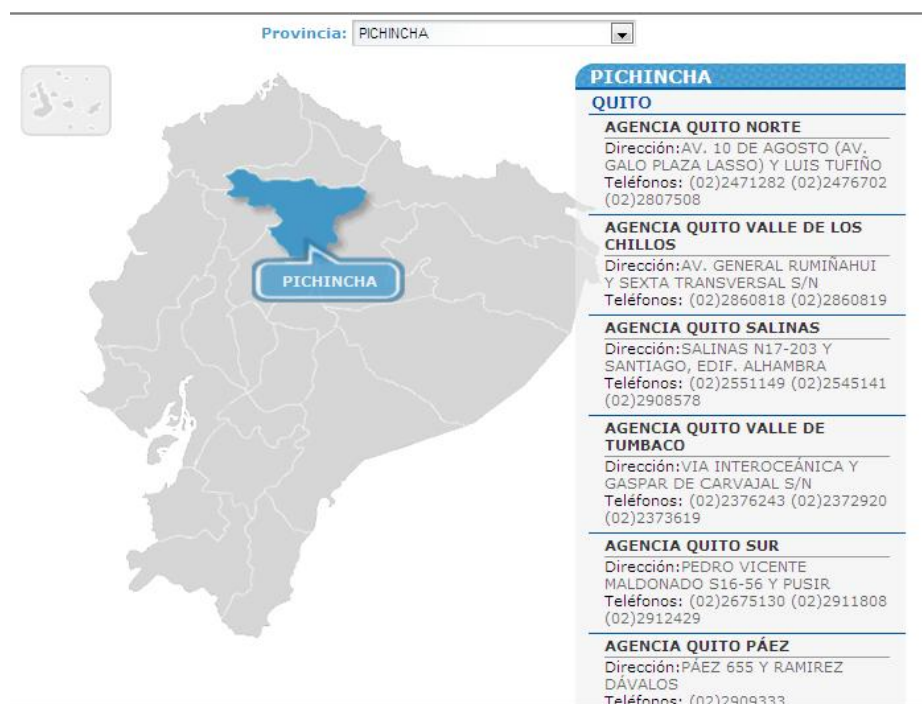 Provincia: PICHINCHA
PICHINCHA
PICHINCHA
QUITO
AGENCIA QUITO NORTE
Dirección:AV. 10 DE AGOSTO (AV.
GALO PLAZA LASSO) Y LUIS TUFIÑO
Teléfonos: (02)2471282 (02)2476702
(02)2807508
AGENCIA QUITO VALLE DE LOS
CHILLOS
Dirección:AV. GENERAL RUMIÑAHUI
Y SEXTA TRANSVERSAL S/N
Teléfonos: (02)2860818 (02)2860819
AGENCIA QUITO SALINAS
Dirección:SALINAS N17-203 Y
SANTIAGO, EDIF. ALHAMBRA
Teléfonos: (02)2551149 (02)2545141
(02)2908578
AGENCIA QUITO VALLE DE
TUMBACO
Dirección:VIA INTEROCEÁNICA Y
GASPAR DE CARVAJAL S/N
Teléfonos: (02)2376243 (02)2372920
(02)2373619
AGENCIA QUITO SUR
Dirección:PEDRO VICENTE
MALDONADO S16-56 Y PUSIR
Teléfonos: (02)2675130 (02)2911808
(02)2912429
AGENCIA QUITO PÁEZ
Dirección:PÁEZ 655 Y RAMIREZ
DÁVALOS
Teléfonos: (02)2909333